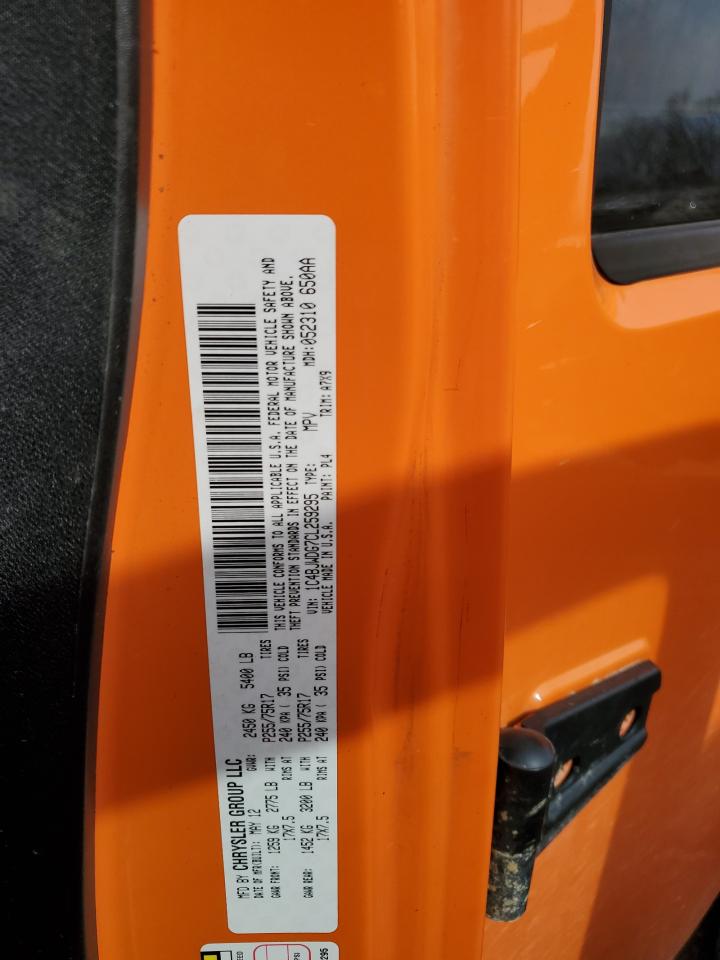 MFD BY CHRYSLER GROUP LLC
DATE OF MFR(BUILT): MAY 12 GVWR: 2450 KG 5400 LB
GAWR FRONT: 1259 KG 2775 LB WITH P255/75R17 TIRES
17X7.5 RIMS AT 240 KPA ( 35 PSI) COLD
GAWR REAR: 1452 KG 3200 LB WITH P255/75R17 TIRES
17X7.5 RIMS AT 240 KPA ( 35 PSI) COLD
THIS VEHICLE CONFORMS TO ALL APPLICABLE U.S.A. FEDERAL MOTOR VEHICLE SAFETY AND
THEFT PREVENTION STANDARDS IN EFFECT ON THE DATE OF MANUFACTURE SHOWN ABOVE.
VIN: 1C4BJWDG7CL259295 TYPE: MPV MDH:052310 650AA
VEHICLE MADE IN U.S.A. PAINT: PL4 TRIM: A7X9
PSI
295